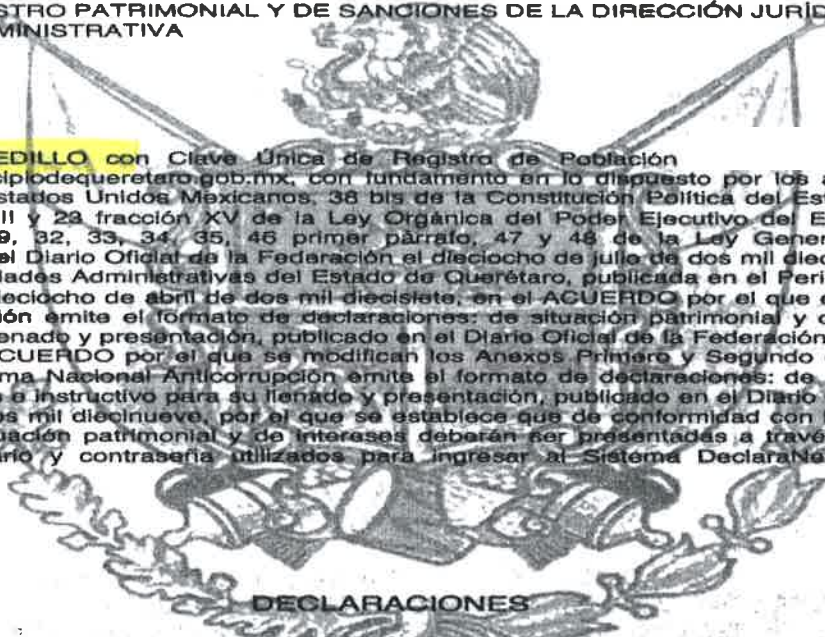 STRO PATRIMONIAL Y DE SANCIONES DE LA DIRECCIÓN JURÍD
MINISTRATIVA
EDILLO con Clave Única de Registro de Población
cipiodequeretaro.gob.mx, con fundamento en lo dispuesto por los a
stados Unidos Mexicanos, 38 bis de la Constitución Política del Est
II y 23 fracción XV de la Ley Orgánica del Poder Ejecutivo del E
9, 32, 33, 34, 35, 46 primer párrafo, 47 y 48 de la Ley Gener
el Diario Oficial de la Federación el dieciocho de julio de dos mil diec
dades Administrativas del Estado de Querétaro, publicada en el Peri
ieciocho de abril de dos mil diecisiete, en el ACUERDO por el que e
ión emite el formato de declaraciones: de situación patrimonial y d
enado y presentación, publicado en el Diario Oficial de la Federación
CUERDO por el que se modifican los Anexos Primero y Segundo
ma Nacional Anticorrupción emite el formato de declaraciones: de
s e instructivo para su llenado y presentación, publicado en el Diario
os mil diecinueve, por el que se establece que de conformidad con l
uación patrimonial y de intereses deberán ser presentadas a travé
ario y contraseña utilizados para ingresar al Sistema DeclaraNe
DECLARACIONES